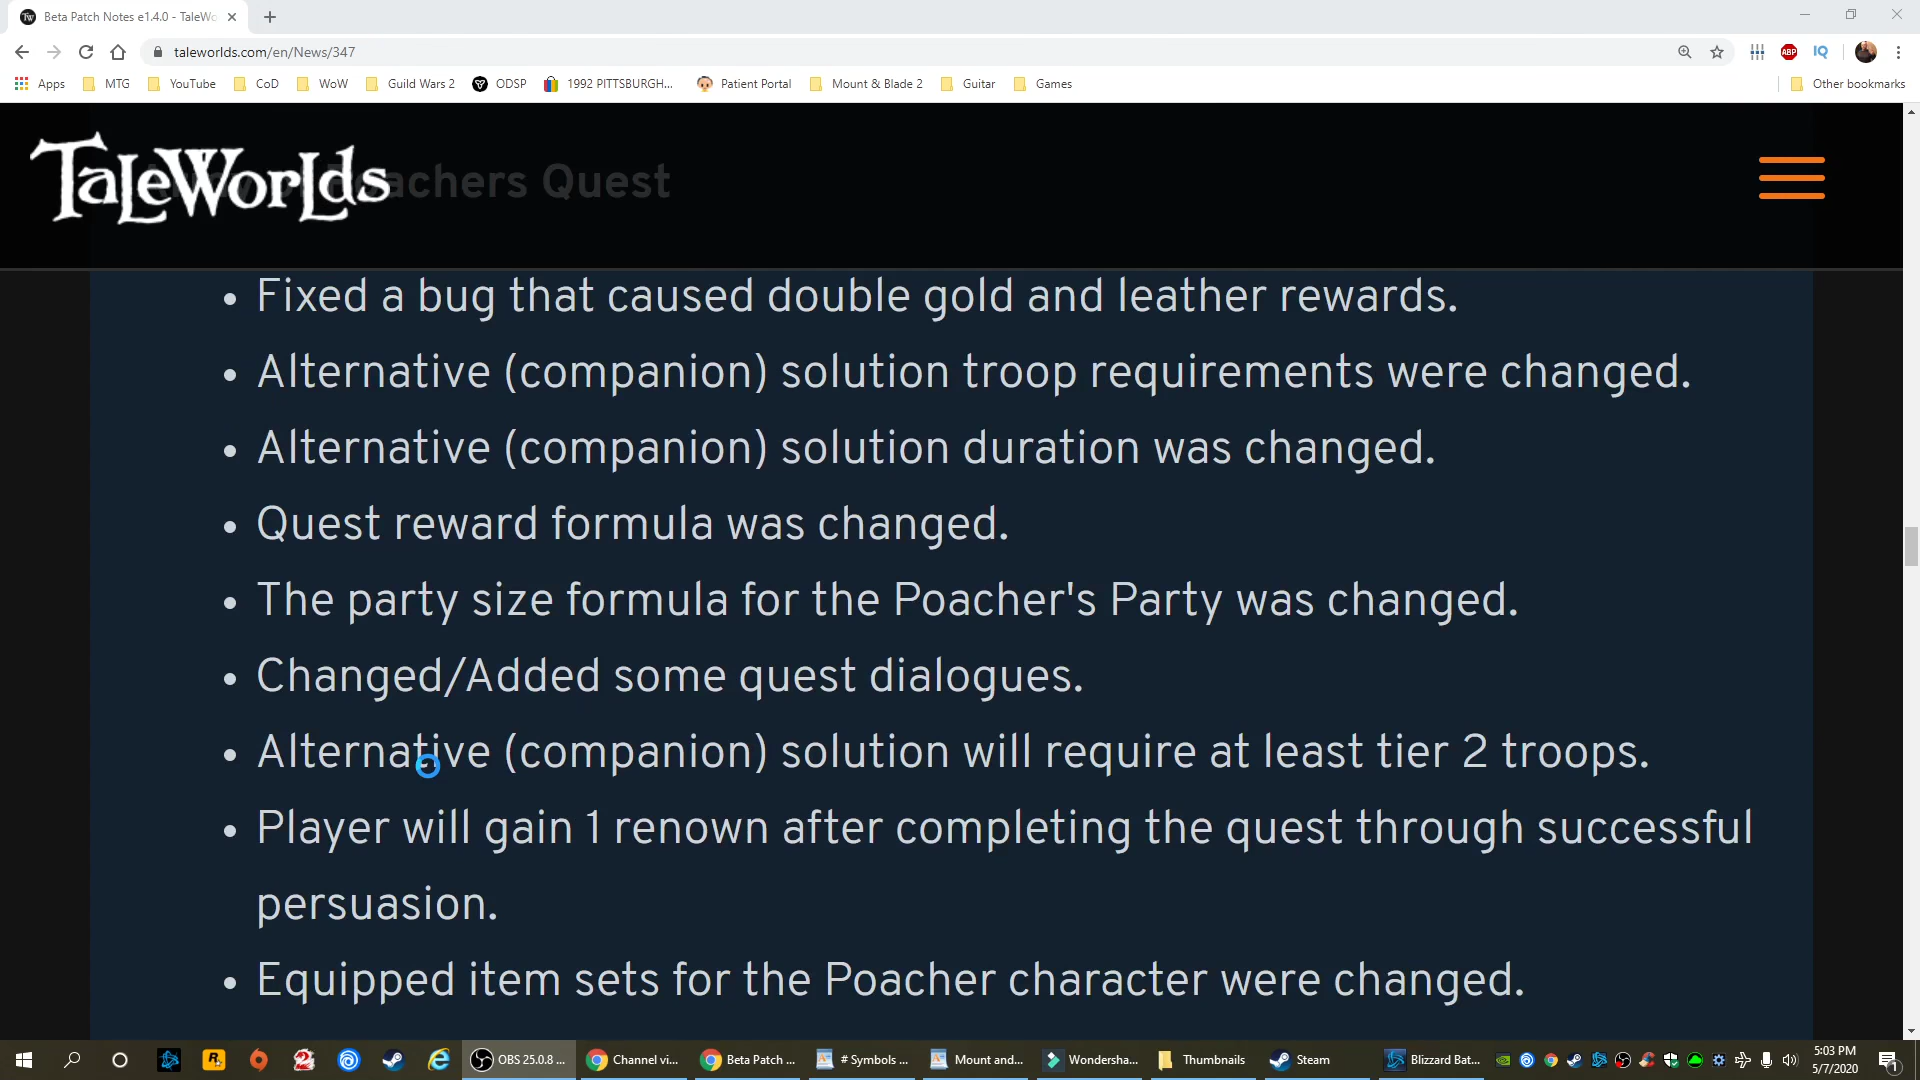 Beta Patch Notes e1.4.0 - TaleWo
taleworlds.com/en/News/347
ABP
IQ
Apps
MTG
YouTube
CoD
WoW
Guild Wars 2
ODSP
1992 PITTSBURGH...
Patient Portal
Mount & Blade 2
Guitar
Games
Other bookmarks
TaleWorlds
achers Quest
• Fixed a bug that caused double gold and leather rewards.
• Alternative (companion) solution troop requirements were changed.
• Alternative (companion) solution duration was changed.
• Quest reward formula was changed.
• The party size formula for the Poacher's Party was changed.
• Changed/Added some quest dialogues.
• Alternative (companion) solution will require at least tier 2 troops.
• Player will gain 1 renown after completing the quest through successful
persuasion.
• Equipped item sets for the Poacher character were changed.
OBS 25.0.8 ...
Channel vi...
Beta Patch ...
# Symbols ...
Mount and...
Wondersha...
Thumbnails
Steam
Blizzard Bat...
5:03 PM
5/7/2020